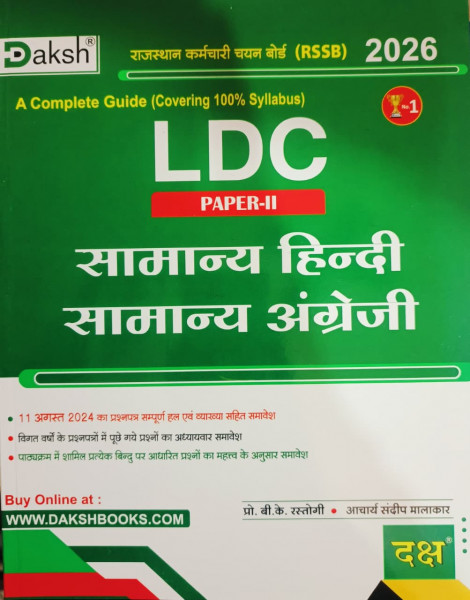 Daksh®
राजस्थान कर्मचारी चयन बोर्ड (RSSB) 2026
A Complete Guide (Covering 100% Syllabus)
No.1
LDC
PAPER-II
सामान्य हिन्दी
सामान्य अंग्रेजी
• 11 अगस्त 2024 का प्रश्नपत्र सम्पूर्ण हल एवं व्याख्या सहित समावेश
• विगत वर्षों के प्रश्नपत्रों में पूछे गये प्रश्नों का अध्यायवार समावेश
• पाठ्यक्रम में शामिल प्रत्येक बिन्दु पर आधारित प्रश्नों का महत्त्व के अनुसार समावेश
Buy Online at :
WWW.DAKSHBOOKS.COM
प्रो. बी.के. रस्तोगी • आचार्य संदीप मालाकार
दक्ष®